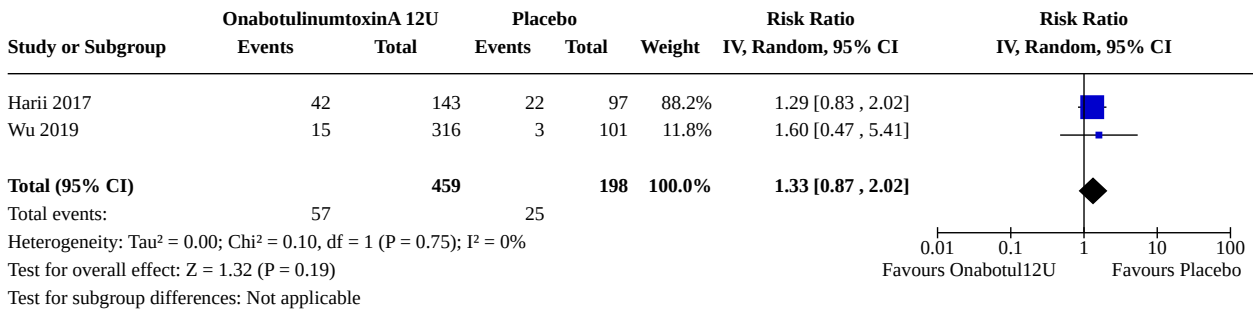 OnabotulinumtoxinA 12U Placebo Risk Ratio Risk Ratio
Study or Subgroup Events Total Events Total Weight IV, Random, 95% CI IV, Random, 95% CI
Harii 2017 42 143 22 97 88.2% 1.29 [0.83 , 2.02]
Wu 2019 15 316 3 101 11.8% 1.60 [0.47 , 5.41]
Total (95% CI) 459 198 100.0% 1.33 [0.87 , 2.02]
Total events: 57 25
Heterogeneity: Tau² = 0.00; Chi² = 0.10, df = 1 (P = 0.75); I² = 0%
0.01 0.1 1 10 100
Test for overall effect: Z = 1.32 (P = 0.19)
Favours Onabotul12U Favours Placebo
Test for subgroup differences: Not applicable